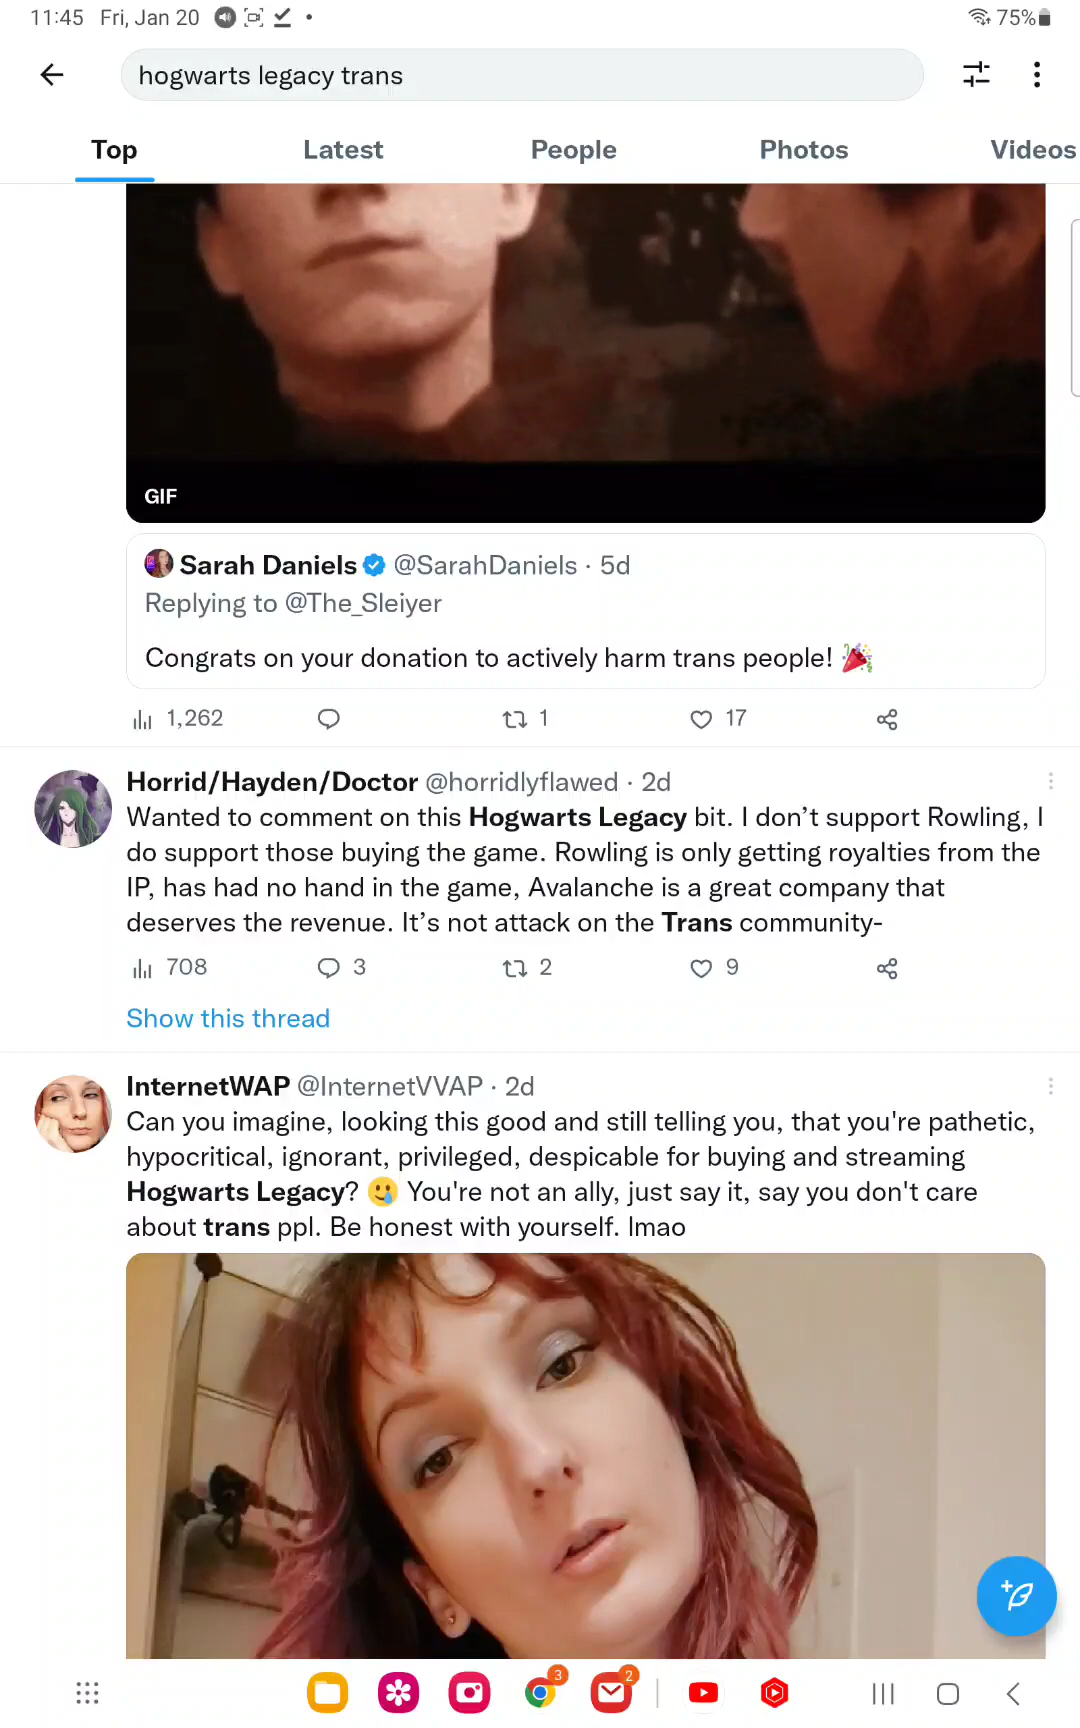 11:45 Fri, Jan 20
75%
hogwarts legacy trans
Top Latest People Photos Videos
GIF
Sarah Daniels @SarahDaniels · 5d
Replying to @The_Sleiyer
Congrats on your donation to actively harm trans people! 🎉
1,262 1 17
Horrid/Hayden/Doctor @horridlyflawed · 2d
Wanted to comment on this Hogwarts Legacy bit. I don’t support Rowling, I
do support those buying the game. Rowling is only getting royalties from the
IP, has had no hand in the game, Avalanche is a great company that
deserves the revenue. It’s not attack on the Trans community-
708 3 2 9
Show this thread
InternetWAP @InternetVVAP · 2d
Can you imagine, looking this good and still telling you, that you're pathetic,
hypocritical, ignorant, privileged, despicable for buying and streaming
Hogwarts Legacy? 🥲 You're not an ally, just say it, say you don't care
about trans ppl. Be honest with yourself. lmao
3 2